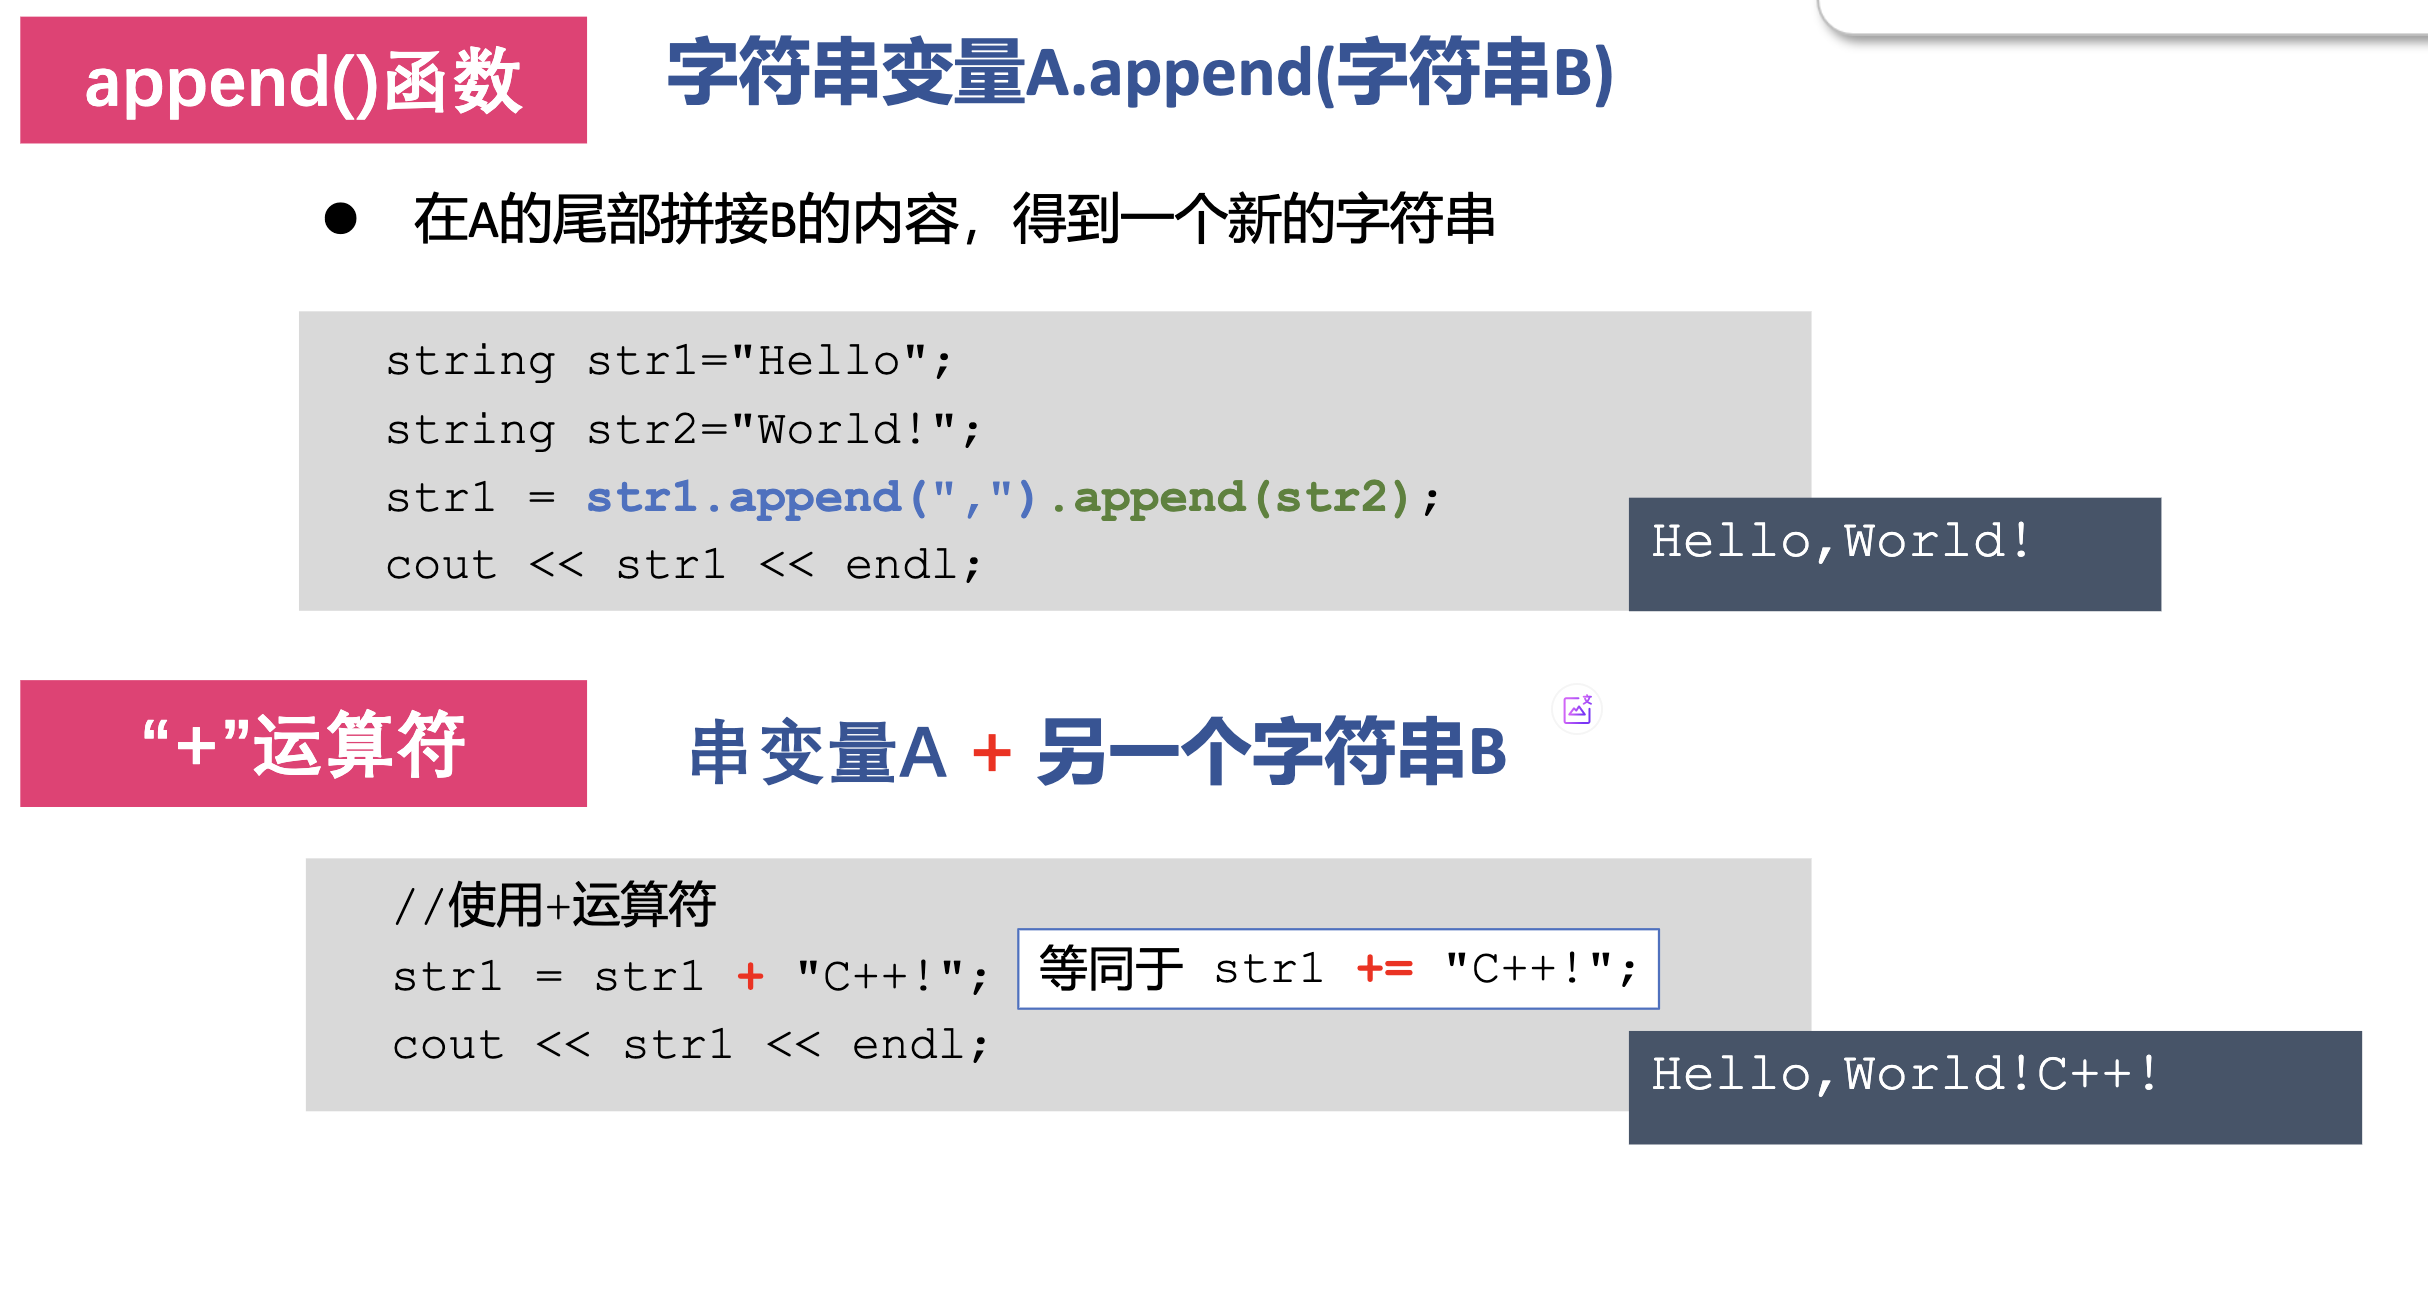 append()函数
字符串变量A.append(字符串B)
● 在A的尾部拼接B的内容，得到一个新的字符串
string str1="Hello";
string str2="World!";
str1 = str1.append(",").append(str2);
cout << str1 << endl;
Hello,World!
“+”运算符
串变量A + 另一个字符串B
//使用+运算符
str1 = str1 + "C++!";
等同于 str1 += "C++!";
cout << str1 << endl;
Hello,World!C++!